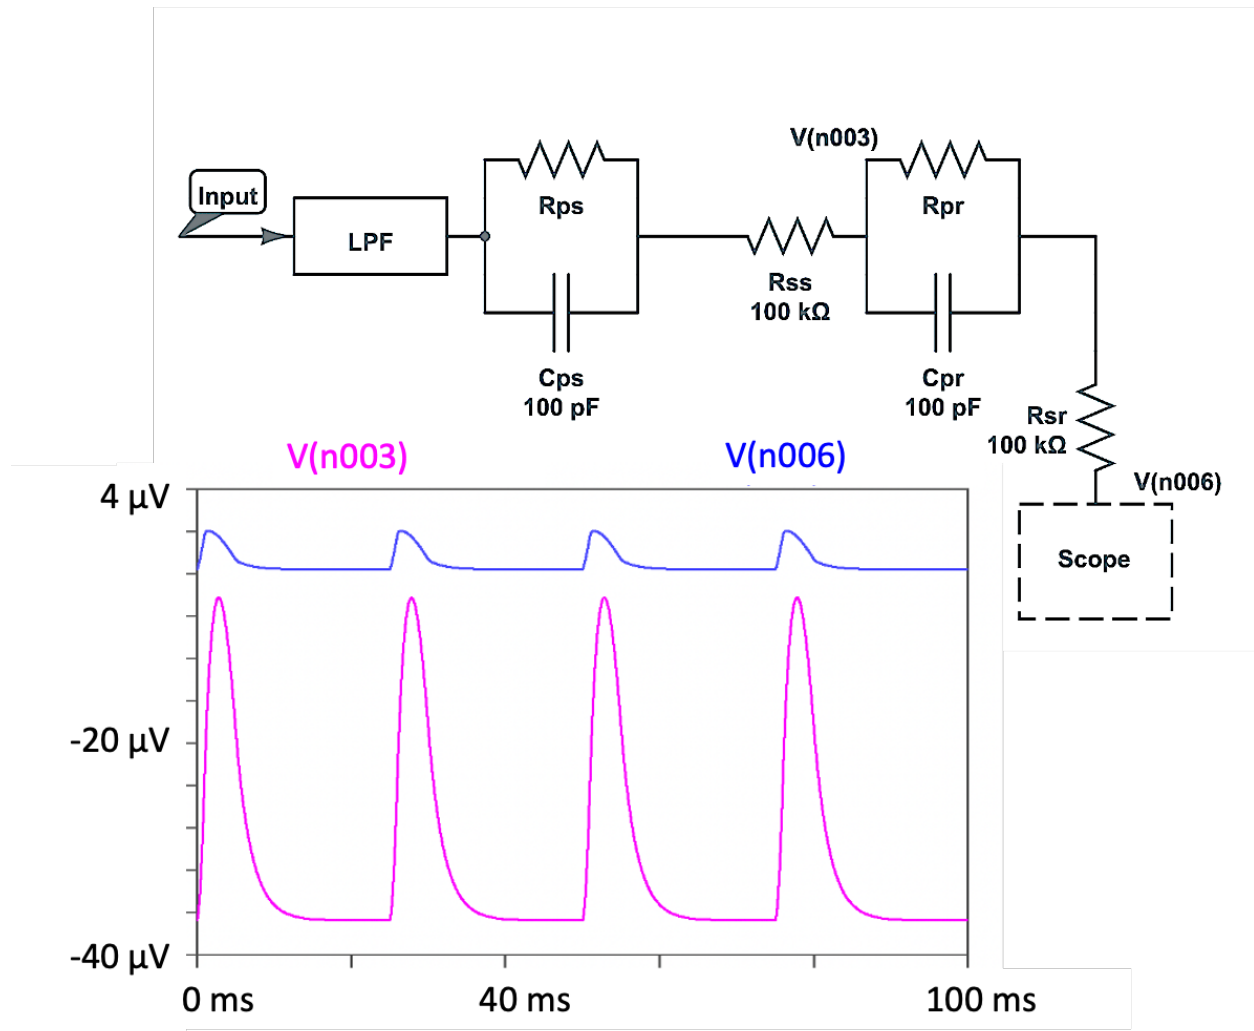 V(n003)
Input
LPF
Rps
Rpr
Rss
100 kΩ
Cps
100 pF
Cpr
100 pF
Rsr
100 kΩ
V(n006)
Scope
V(n003)
V(n006)
4 µV
-20 µV
-40 µV
0 ms
40 ms
100 ms